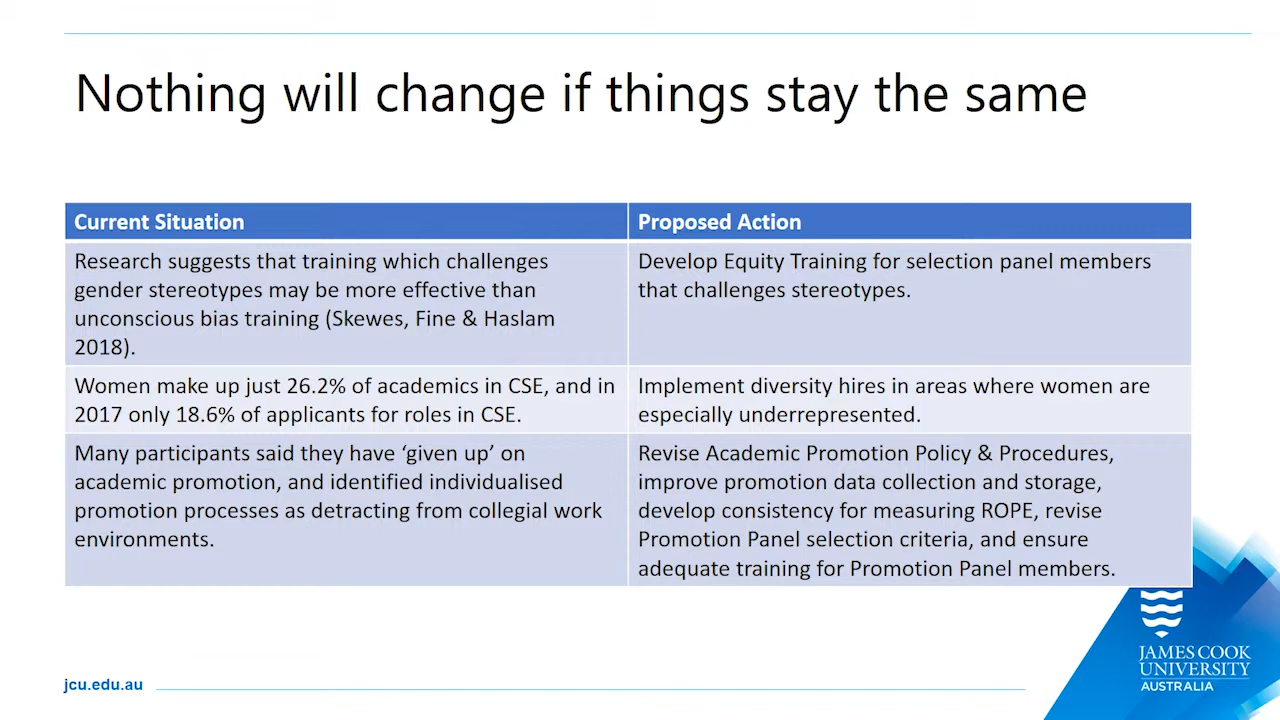 Nothing will change if things stay the same
Current Situation
Proposed Action
Research suggests that training which challenges
gender stereotypes may be more effective than
unconscious bias training (Skewes, Fine & Haslam
2018).
Develop Equity Training for selection panel members
that challenges stereotypes.
Women make up just 26.2% of academics in CSE, and in
2017 only 18.6% of applicants for roles in CSE.
Implement diversity hires in areas where women are
especially underrepresented.
Many participants said they have ‘given up’ on
academic promotion, and identified individualised
promotion processes as detracting from collegial work
environments.
Revise Academic Promotion Policy & Procedures,
improve promotion data collection and storage,
develop consistency for measuring ROPE, revise
Promotion Panel selection criteria, and ensure
adequate training for Promotion Panel members.
jcu.edu.au
JAMES COOK
UNIVERSITY
AUSTRALIA